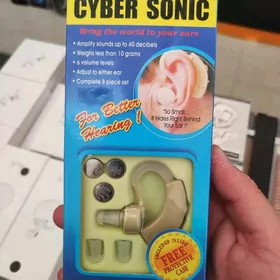 CYBER SONIC
Bring the world to your ears
• Amplify sounds up to 40 decibels
• Weighs less than 10 grams
• 6 volume levels
• Adjust to either ear
• Complete 8 piece set
"So Small...
It Hides Right Behind
Your Ear!"
For Better
Hearing!
INCLUDED INSIDE
FREE
PROTECTIVE
CASE